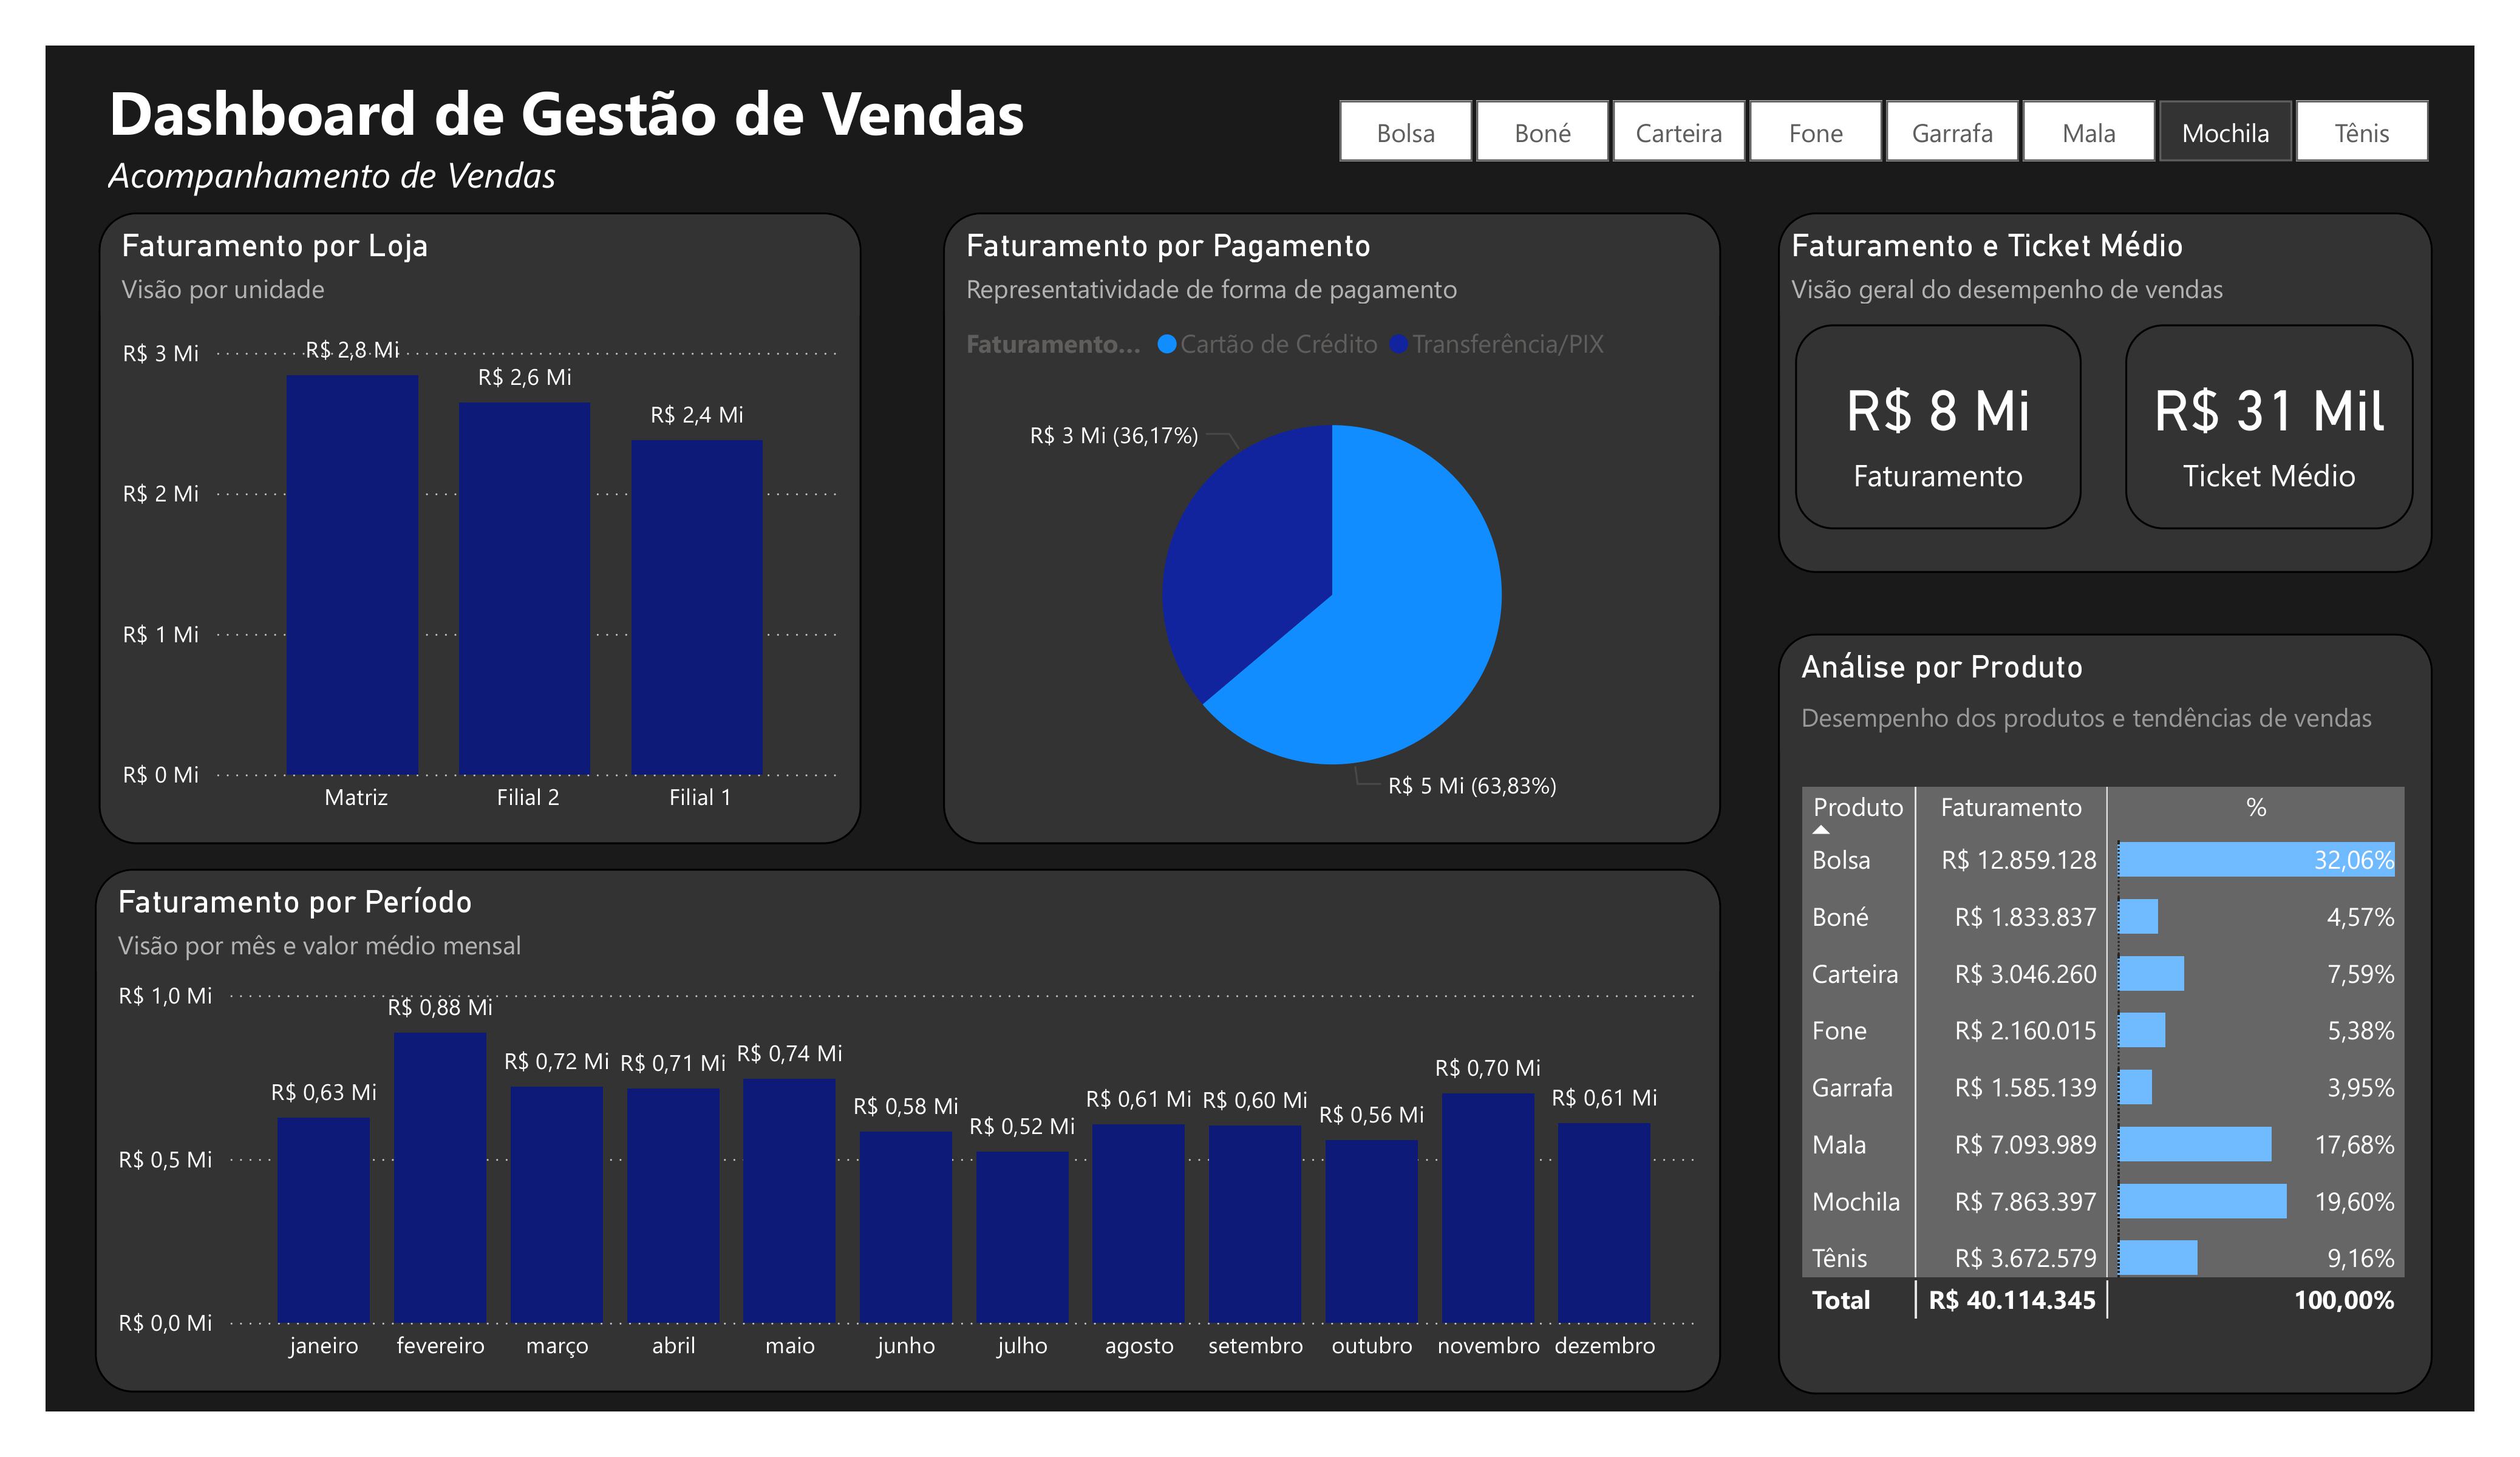 Dashboard de Gestão de Vendas
Acompanhamento de Vendas
Bolsa
Boné
Carteira
Fone
Garrafa
Mala
Mochila
Tênis
Faturamento por Loja
Visão por unidade
R$ 3 Mi
R$ 2 Mi
R$ 1 Mi
R$ 0 Mi
R$ 2,8 Mi
R$ 2,6 Mi
R$ 2,4 Mi
Matriz
Filial 2
Filial 1
Faturamento por Pagamento
Representatividade de forma de pagamento
Faturamento... Cartão de Crédito Transferência/PIX
R$ 3 Mi (36,17%)
R$ 5 Mi (63,83%)
Faturamento e Ticket Médio
Visão geral do desempenho de vendas
R$ 8 Mi
Faturamento
R$ 31 Mil
Ticket Médio
Faturamento por Período
Visão por mês e valor médio mensal
R$ 1,0 Mi
R$ 0,5 Mi
R$ 0,0 Mi
R$ 0,63 Mi
R$ 0,88 Mi
R$ 0,72 Mi
R$ 0,71 Mi
R$ 0,74 Mi
R$ 0,58 Mi
R$ 0,52 Mi
R$ 0,61 Mi
R$ 0,60 Mi
R$ 0,56 Mi
R$ 0,70 Mi
R$ 0,61 Mi
janeiro
fevereiro
março
abril
maio
junho
julho
agosto
setembro
outubro
novembro
dezembro
Análise por Produto
Desempenho dos produtos e tendências de vendas
Produto Faturamento %
Bolsa R$ 12.859.128 32,06%
Boné R$ 1.833.837 4,57%
Carteira R$ 3.046.260 7,59%
Fone R$ 2.160.015 5,38%
Garrafa R$ 1.585.139 3,95%
Mala R$ 7.093.989 17,68%
Mochila R$ 7.863.397 19,60%
Tênis R$ 3.672.579 9,16%
Total R$ 40.114.345 100,00%